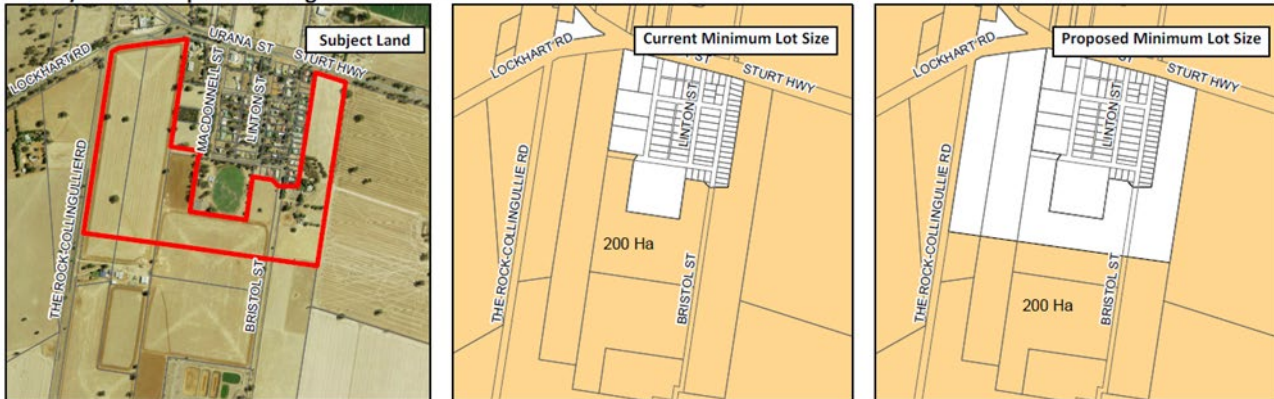 Subject Land
URANA ST
STURT HWY
LOCKHART RD
MACDONNELL ST
LINTON ST
THE ROCK-COLLINGULLIE RD
BRISTOL ST
Current Minimum Lot Size
LOCKHART RD
ST
STURT HWY
LINTON ST
THE ROCK-COLLINGULLIE RD
200 Ha
BRISTOL ST
Proposed Minimum Lot Size
LOCKHART RD
ST
STURT HWY
LINTON ST
THE ROCK-COLLINGULLIE RD
200 Ha
BRISTOL ST